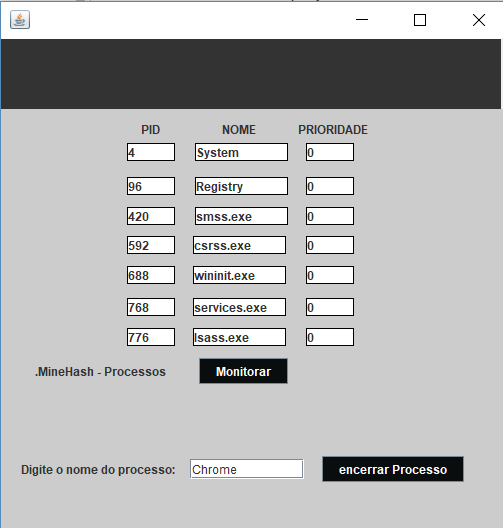 PID NOME PRIORIDADE
4 System 0
96 Registry 0
420 smss.exe 0
592 csrss.exe 0
688 wininit.exe 0
768 services.exe 0
776 lsass.exe 0
.MineHash - Processos Monitorar
Digite o nome do processo: Chrome encerrar Processo